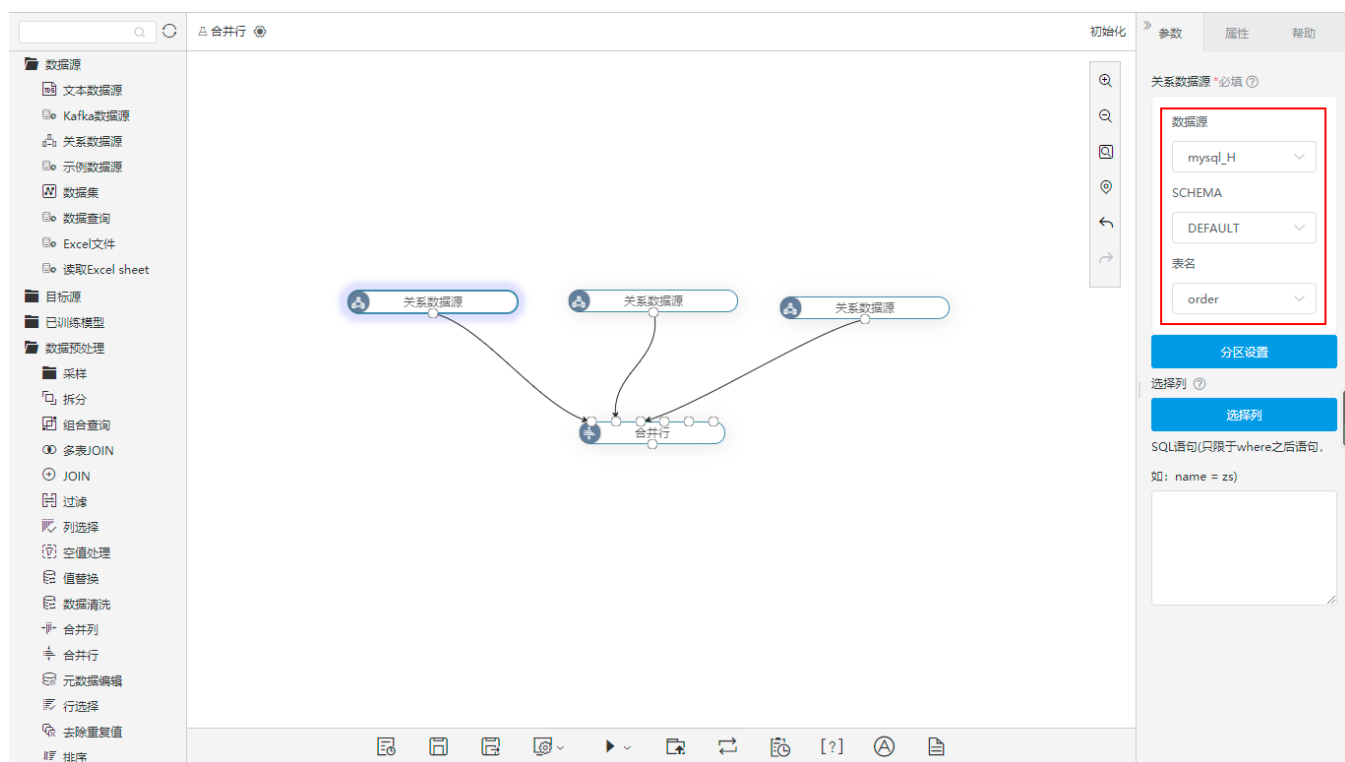 合并行
初始化
数据源
文本数据源
Kafka数据源
关系数据源
示例数据源
数据集
数据查询
Excel文件
读取Excel sheet
目标源
已训练模型
数据预处理
采样
拆分
组合查询
多表JOIN
JOIN
过滤
列选择
空值处理
值替换
数据清洗
合并列
合并行
元数据编辑
行选择
去除重复值
排序
关系数据源
关系数据源
关系数据源
合并行
[?]
参数
属性
帮助
关系数据源 *必填
数据源
mysql_H
SCHEMA
DEFAULT
表名
order
分区设置
选择列
选择列
SQL语句(只限于where之后语句,
如：name = zs)